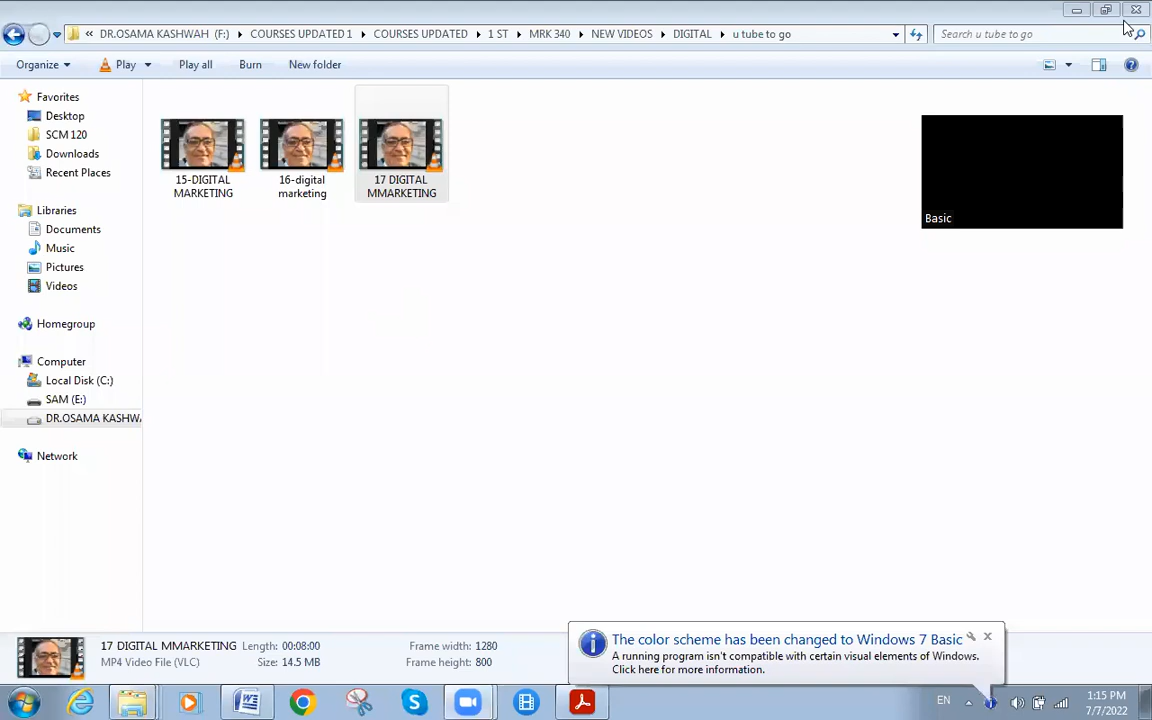 « DR.OSAMA KASHWAH (F:) COURSES UPDATED 1 COURSES UPDATED 1 ST MRK 340 NEW VIDEOS DIGITAL u tube to go
Search u tube to go
Organize Play Play all Burn New folder
Favorites
Desktop
SCM 120
Downloads
Recent Places
Libraries
Documents
Music
Pictures
Videos
Homegroup
Computer
Local Disk (C:)
SAM (E:)
DR.OSAMA KASHWA
Network
15-DIGITAL
MARKETING
16-digital
marketing
17 DIGITAL
MMARKETING
Basic
17 DIGITAL MMARKETING Length: 00:08:00 Frame width: 1280
MP4 Video File (VLC) Size: 14.5 MB Frame height: 800
The color scheme has been changed to Windows 7 Basic
A running program isn't compatible with certain visual elements of Windows.
Click here for more information.
EN
1:15 PM
7/7/2022